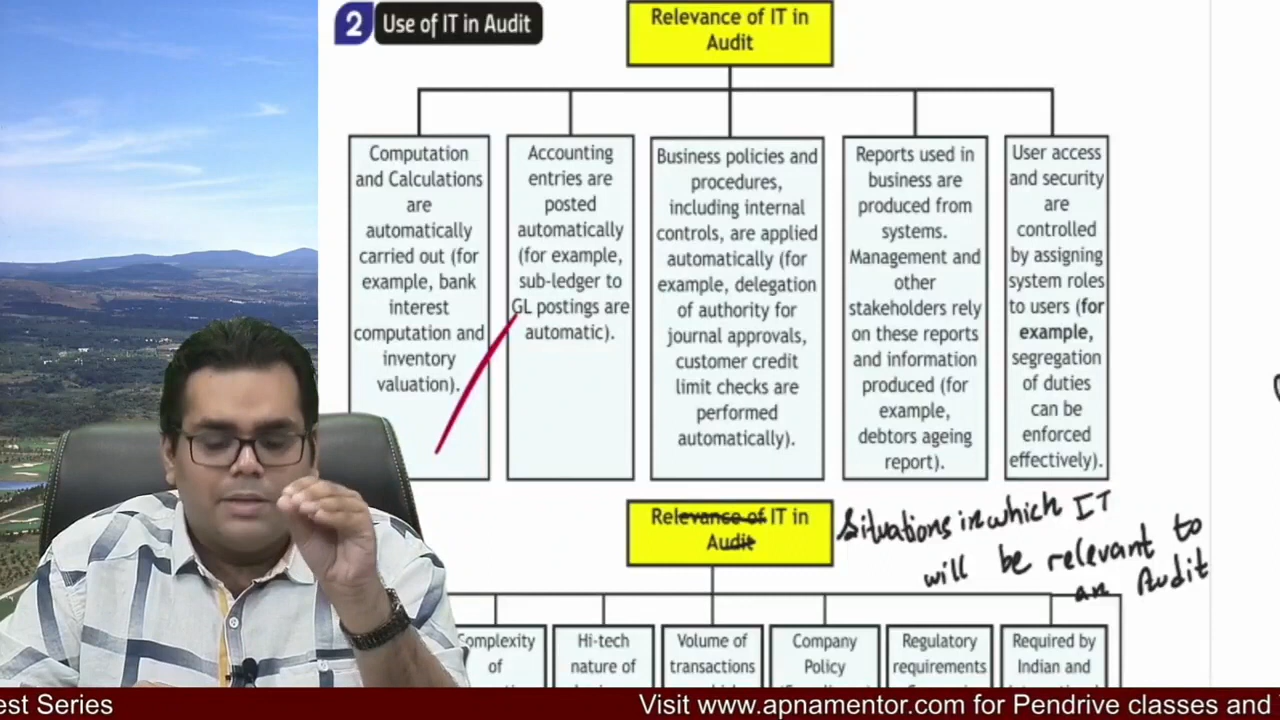 2 Use of IT in Audit
Relevance of IT in
Audit
Computation
and Calculations
are
automatically
carried out (for
example, bank
interest
computation and
inventory
valuation).
Accounting
entries are
posted
automatically
(for example,
sub-ledger to
GL postings are
automatic).
Business policies and
procedures,
including internal
controls, are applied
automatically (for
example, delegation
of authority for
journal approvals,
customer credit
limit checks are
performed
automatically).
Reports used in
business are
produced from
systems.
Management and
other
stakeholders rely
on these reports
and information
produced (for
example,
debtors ageing
report).
User access
and security
are
controlled
by assigning
system roles
to users (for
example,
segregation
of duties
can be
enforced
effectively).
Relevance of IT in
Audit
Situations in which IT
will be relevant to
an Audit
Complexity
of
Hi-tech
nature of
Volume of
transactions
Company
Policy
Regulatory
requirements
Required by
Indian and
est Series
Visit www.apnamentor.com for Pendrive classes and